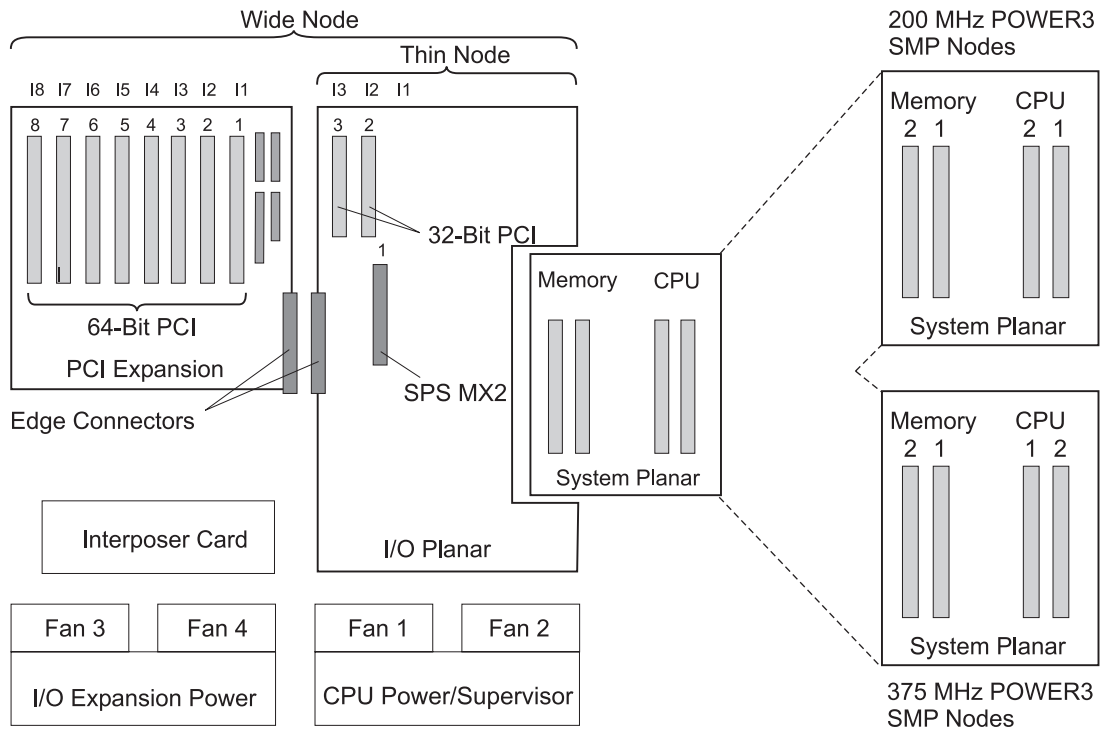 Wide Node
Thin Node
I8 I7 I6 I5 I4 I3 I2 I1
I3 I2 I1
8 7 6 5 4 3 2 1
3 2
32-Bit PCI
1
64-Bit PCI
PCI Expansion
SPS MX2
Edge Connectors
Memory CPU
System Planar
Interposer Card
I/O Planar
Fan 3
Fan 4
Fan 1
Fan 2
I/O Expansion Power
CPU Power/Supervisor
200 MHz POWER3
SMP Nodes
Memory CPU
2 1 2 1
System Planar
Memory CPU
2 1 1 2
System Planar
375 MHz POWER3
SMP Nodes